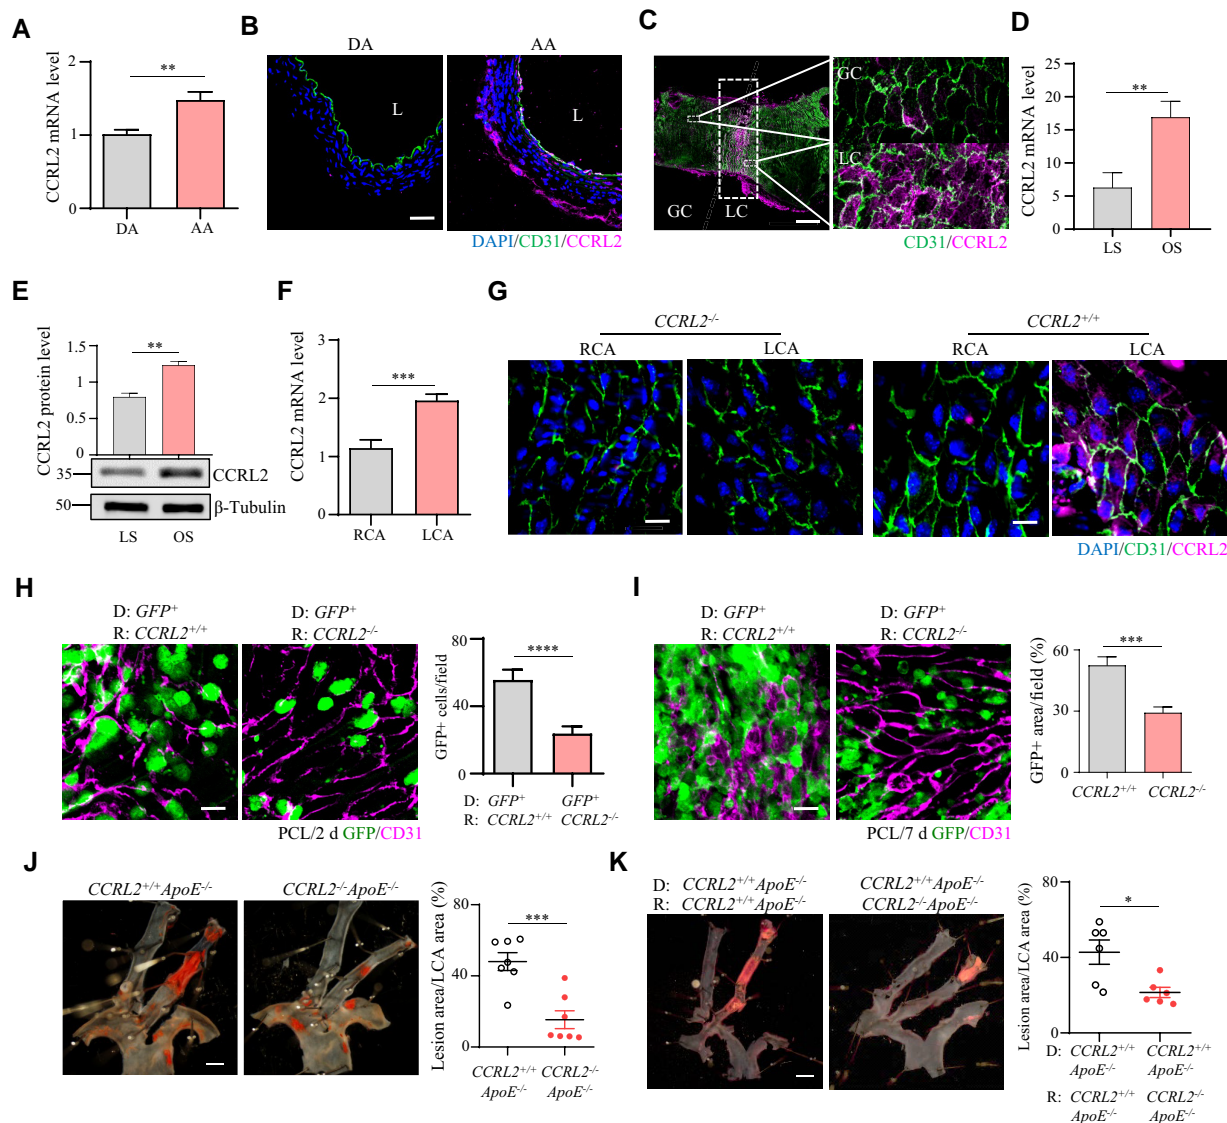 A
CCRL2 mRNA level
2
1
0
**
DA
AA
B
DA
AA
L
L
DAPI/CD31/CCRL2
C
GC
LC
GC
LC
CD31/CCRL2
D
CCRL2 mRNA level
25
20
15
10
5
0
**
LS
OS
E
CCRL2 protein level
1.5
1
0.5
0
**
35
CCRL2
50
β-Tubulin
LS
OS
F
CCRL2 mRNA level
3
2
1
0
***
RCA
LCA
G
CCRL2-/-
CCRL2+/+
RCA
LCA
RCA
LCA
DAPI/CD31/CCRL2
H
D: GFP+
R: CCRL2+/+
D: GFP+
R: CCRL2-/-
PCL/2 d GFP/CD31
GFP+ cells/field
80
40
0
****
D: GFP+ GFP+
R: CCRL2+/+ CCRL2-/-
I
D: GFP+
R: CCRL2+/+
D: GFP+
R: CCRL2-/-
PCL/7 d GFP/CD31
GFP+ area/field (%)
60
30
0
***
CCRL2+/+ CCRL2-/-
J
CCRL2+/+ApoE-/-
CCRL2-/-ApoE-/-
Lesion area/LCA area (%)
80
40
0
***
CCRL2+/+ CCRL2-/-
ApoE-/- ApoE-/-
K
D: CCRL2+/+ApoE-/- CCRL2+/+ApoE-/-
R: CCRL2+/+ApoE-/- CCRL2-/-ApoE-/-
Lesion area/LCA area (%)
80
40
0
*
D: CCRL2+/+ CCRL2+/+
ApoE-/- ApoE-/-
R: CCRL2+/+ CCRL2-/-
ApoE-/- ApoE-/-